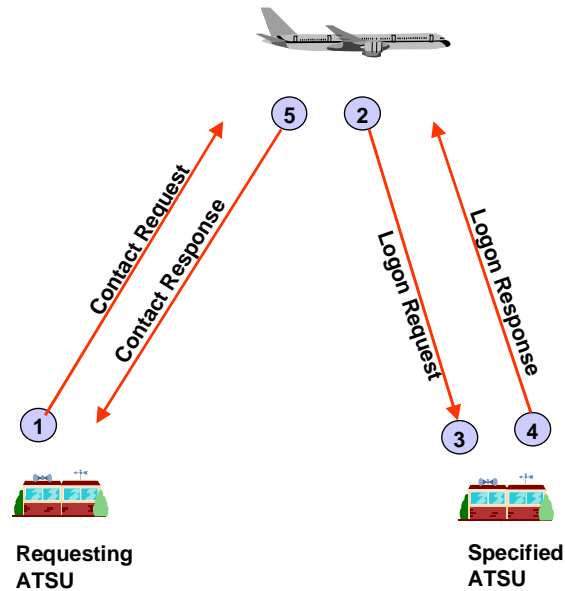 5
2
Contact Request
Contact Response
Logon Request
Logon Response
1
3
4
Requesting
ATSU
Specified
ATSU